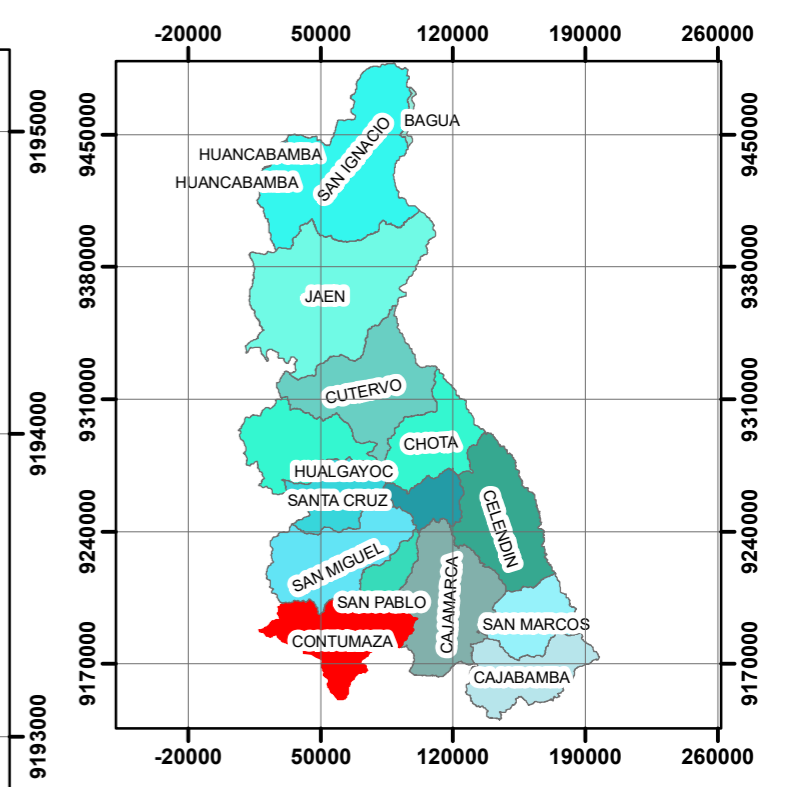 -20000 50000 120000 190000 260000
9195000
9450000
9450000
BAGUA
SAN IGNACIO
HUANCABAMBA
HUANCABAMBA
9380000
9380000
JAEN
CUTERVO
9310000
9310000
9194000
CHOTA
HUALGAYOC
SANTA CRUZ
CELENDIN
9240000
9240000
SAN MIGUEL
CAJAMARCA
SAN PABLO
SAN MARCOS
CONTUMAZA
9170000
9170000
CAJABAMBA
9193000
-20000 50000 120000 190000 260000